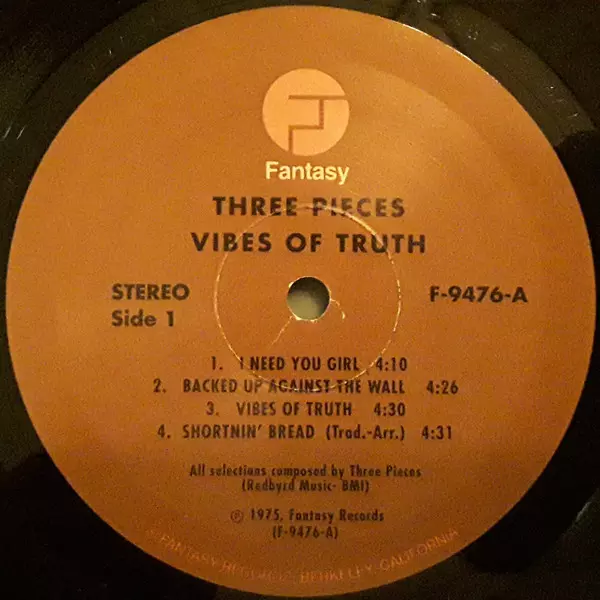 Fantasy
THREE PIECES
VIBES OF TRUTH
STEREO
Side 1
F-9476-A
1. I NEED YOU GIRL 4:10
2. BACKED UP AGAINST THE WALL 4:26
3. VIBES OF TRUTH 4:30
4. SHORTNIN' BREAD (Trad.-Arr.) 4:31
All selections composed by Three Pieces
(Redbyrd Music- BMI)
℗ 1975, Fantasy Records
(F-9476-A)
FANTASY RECORDS, BERKELEY, CALIFORNIA